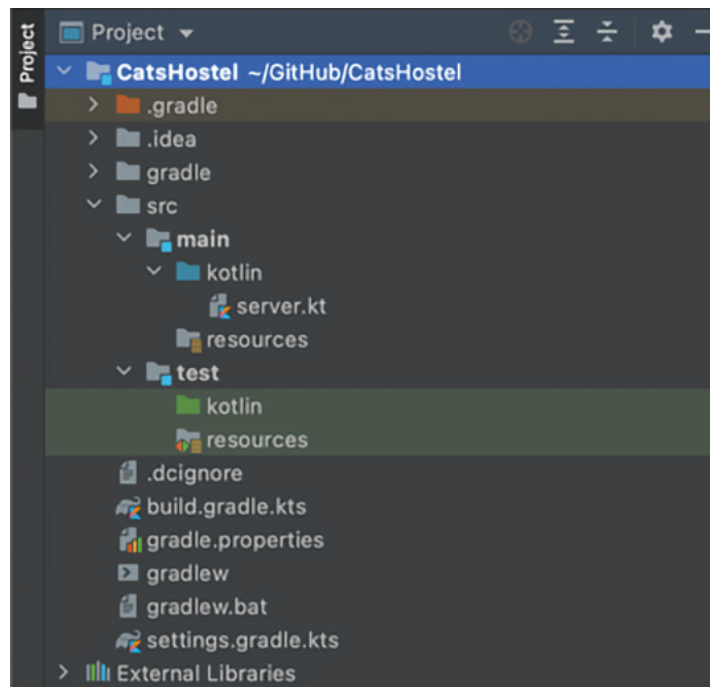 Project
Project
CatsHostel ~/GitHub/CatsHostel
.gradle
.idea
gradle
src
main
kotlin
server.kt
resources
test
kotlin
resources
.dcignore
build.gradle.kts
gradle.properties
gradlew
gradlew.bat
settings.gradle.kts
External Libraries